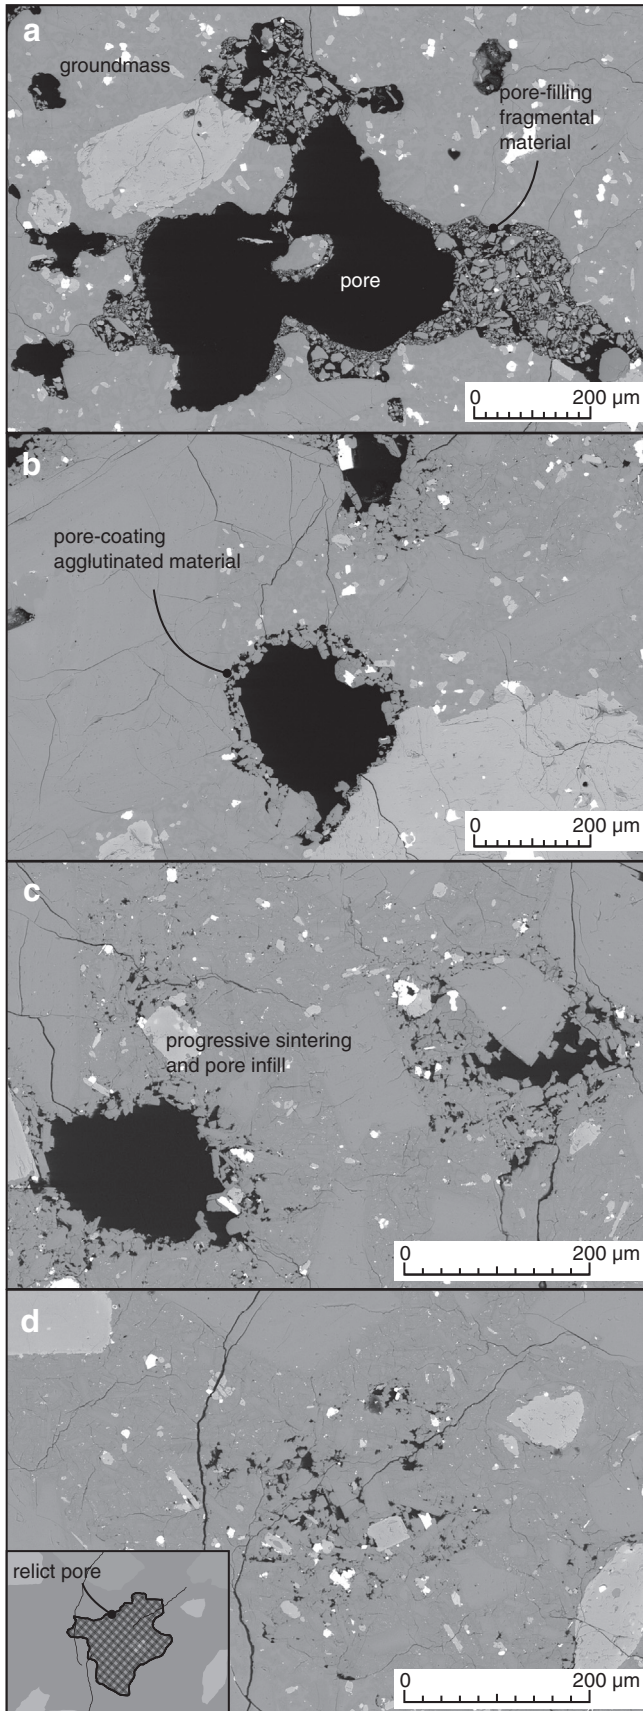 a
groundmass
pore-filling
fragmental
material
pore
0 200 µm
b
pore-coating
agglutinated material
0 200 µm
c
progressive sintering
and pore infill
0 200 µm
d
relict pore
0 200 µm